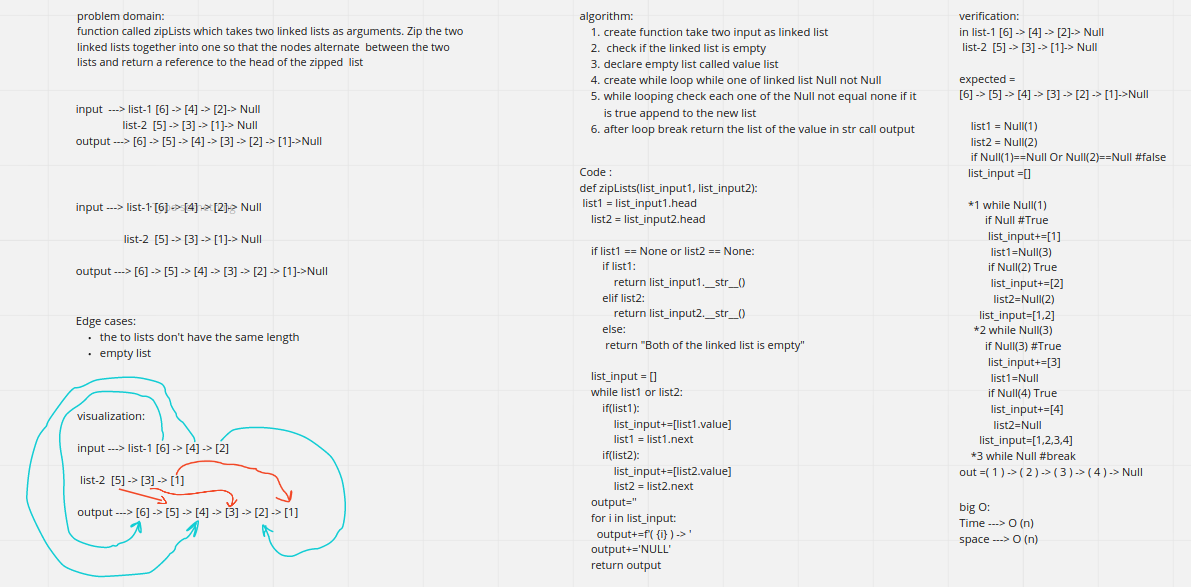 problem domain:
function called zipLists which takes two linked lists as arguments. Zip the two
linked lists together into one so that the nodes alternate between the two
lists and return a reference to the head of the zipped list
input ---> list-1 [6] -> [4] -> [2]-> Null
list-2 [5] -> [3] -> [1]-> Null
output ---> [6] -> [5] -> [4] -> [3] -> [2] -> [1]->Null
input ---> list-1 [6] -> [4] -> [2]-> Null
list-2 [5] -> [3] -> [1]-> Null
output ---> [6] -> [5] -> [4] -> [3] -> [2] -> [1]->Null
Edge cases:
• the to lists don't have the same length
• empty list
visualization:
input ---> list-1 [6] -> [4] -> [2]
list-2 [5] -> [3] -> [1]
output ---> [6] -> [5] -> [4] -> [3] -> [2] -> [1]
algorithm:
1. create function take two input as linked list
2. check if the linked list is empty
3. declare empty list called value list
4. create while loop while one of linked list Null not Null
5. while looping check each one of the Null not equal none if it
is true append to the new list
6. after loop break return the list of the value in str call output
Code :
def zipLists(list_input1, list_input2):
list1 = list_input1.head
list2 = list_input2.head
if list1 == None or list2 == None:
if list1:
return list_input1.__str__()
elif list2:
return list_input2.__str__()
else:
return "Both of the linked list is empty"
list_input = []
while list1 or list2:
if(list1):
list_input+=[list1.value]
list1 = list1.next
if(list2):
list_input+=[list2.value]
list2 = list2.next
output=''
for i in list_input:
output+=f'( {i} ) -> '
output+='NULL'
return output
verification:
in list-1 [6] -> [4] -> [2]-> Null
list-2 [5] -> [3] -> [1]-> Null
expected =
[6] -> [5] -> [4] -> [3] -> [2] -> [1]->Null
list1 = Null(1)
list2 = Null(2)
if Null(1)==Null Or Null(2)==Null #false
list_input =[]
*1 while Null(1)
if Null #True
list_input+=[1]
list1=Null(3)
if Null(2) True
list_input+=[2]
list2=Null(2)
list_input=[1,2]
*2 while Null(3)
if Null(3) #True
list_input+=[3]
list1=Null
if Null(4) True
list_input+=[4]
list2=Null
list_input=[1,2,3,4]
*3 while Null #break
out =( 1 ) -> ( 2 ) -> ( 3 ) -> ( 4 ) -> Null
big O:
Time ---> O (n)
space ---> O (n)